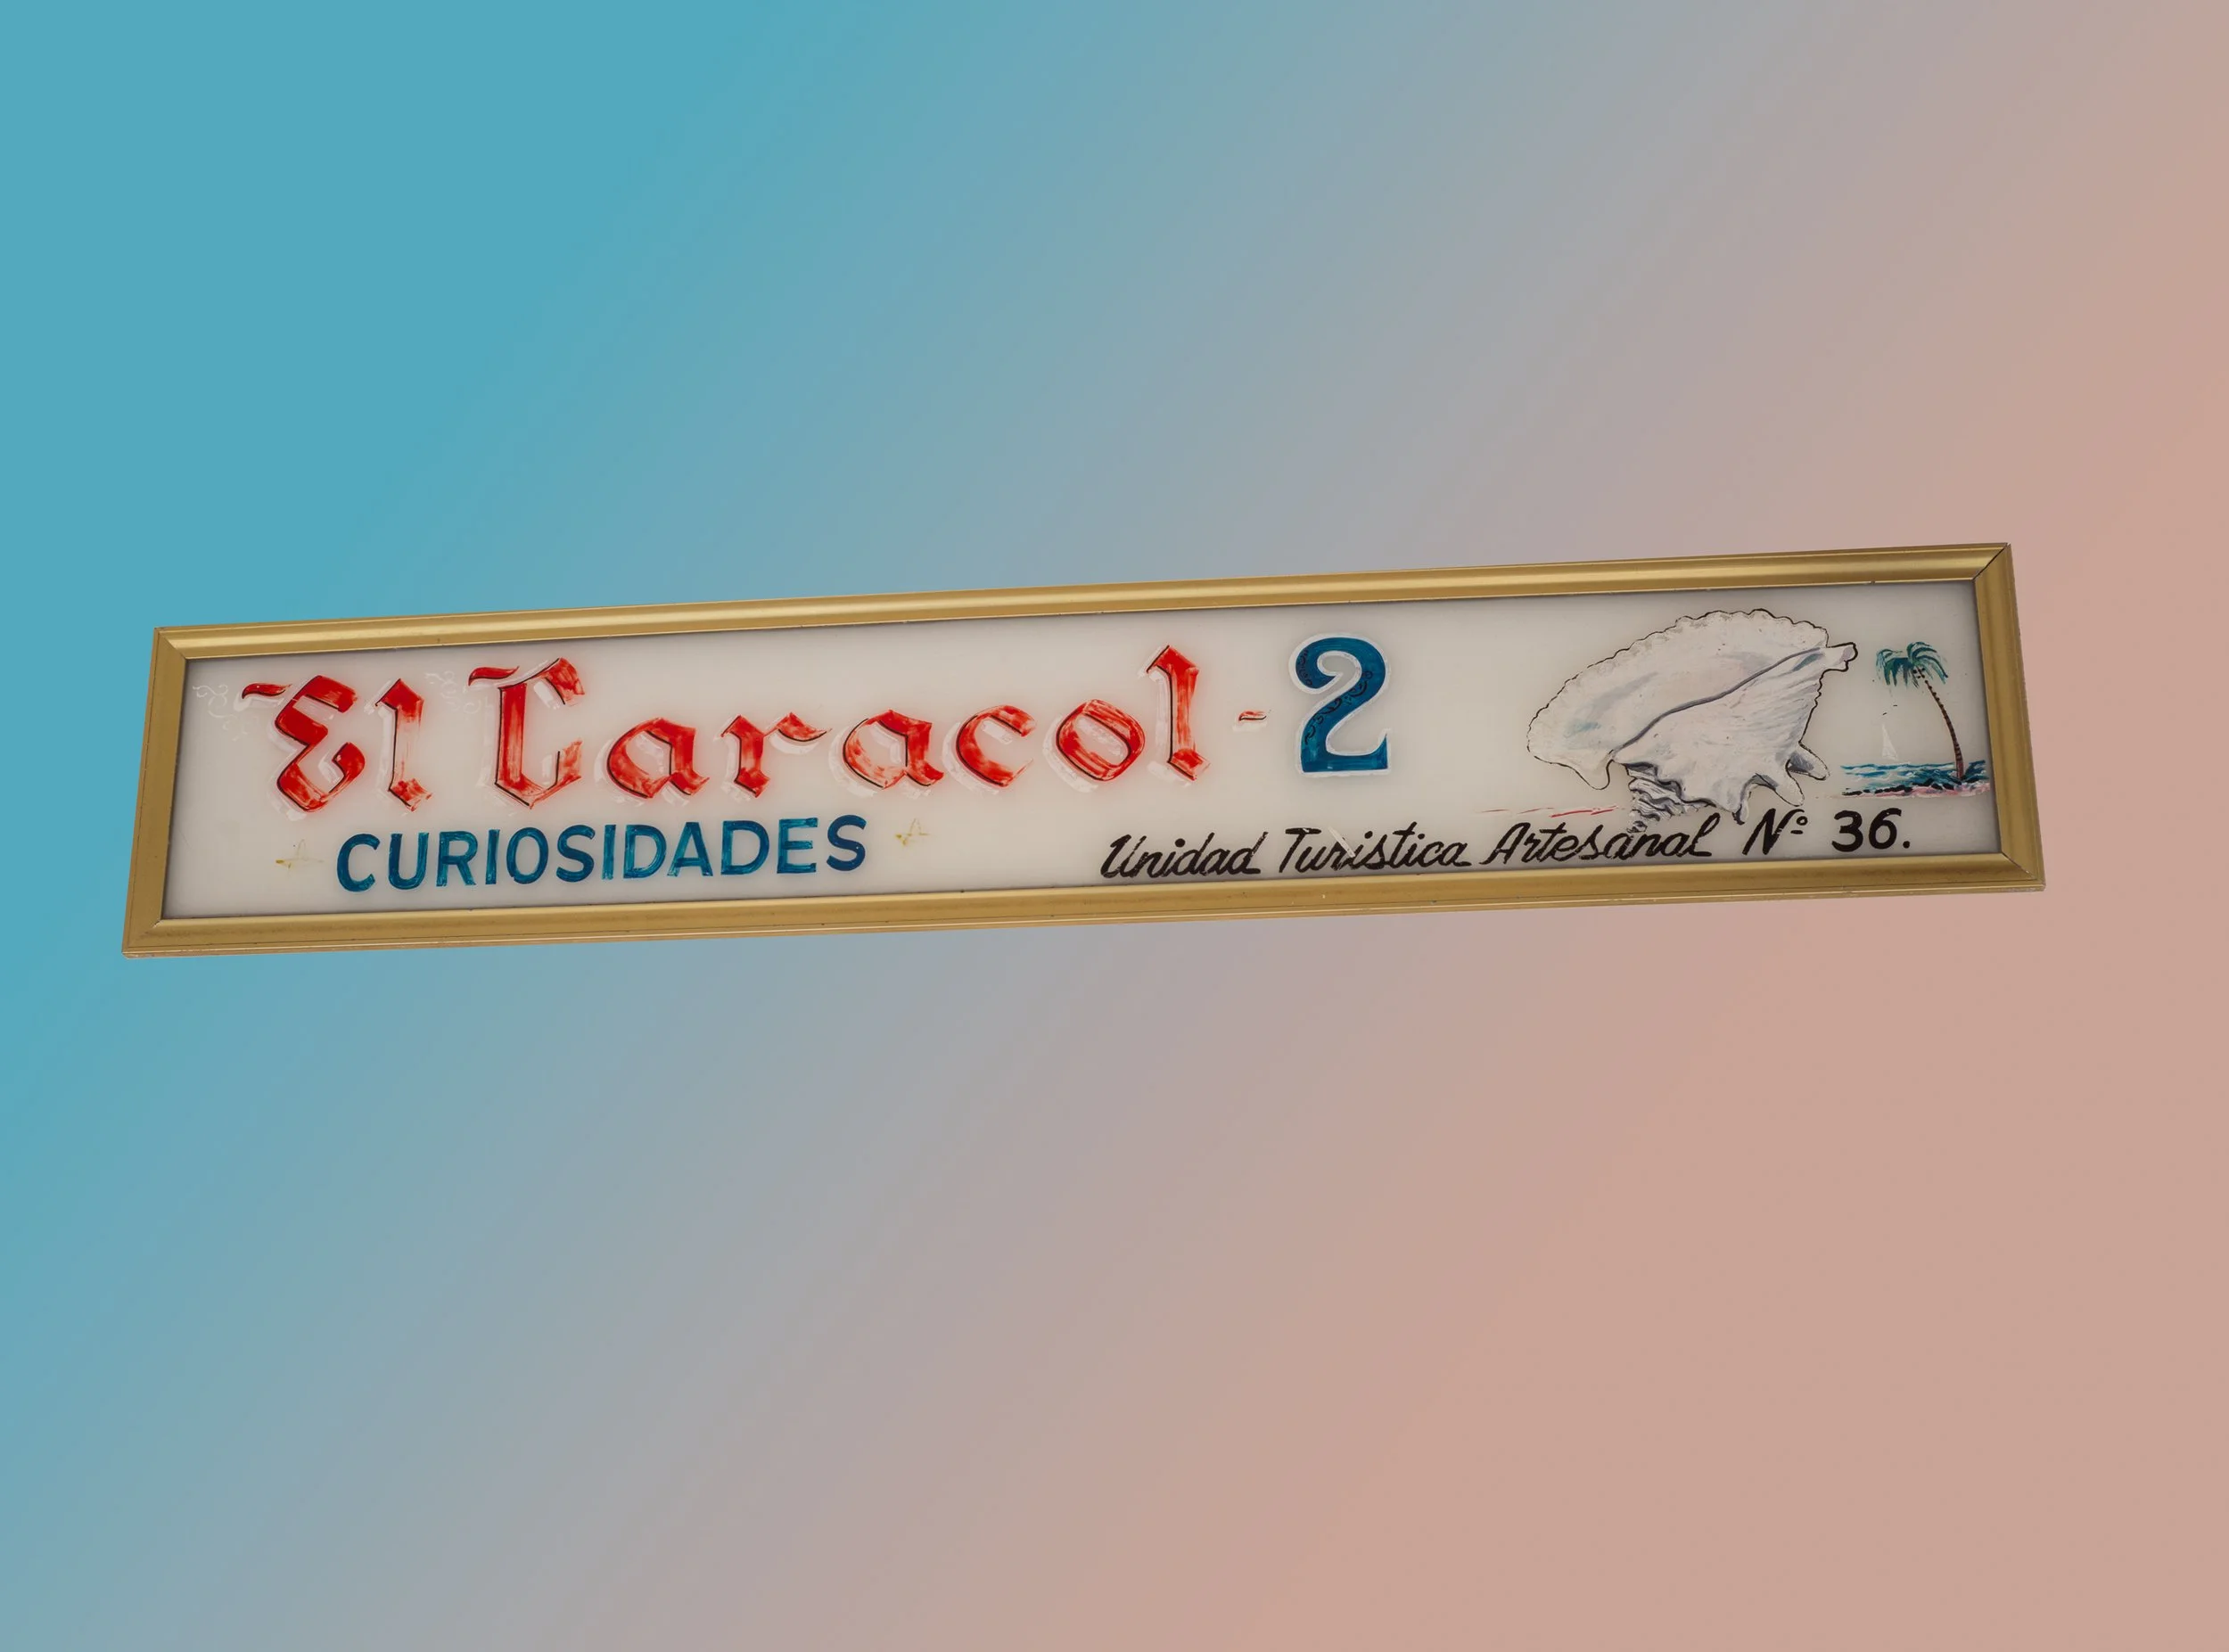 El Caracol - 2
CURIOSIDADES
Unidad Turistica Artesanal Nº 36.